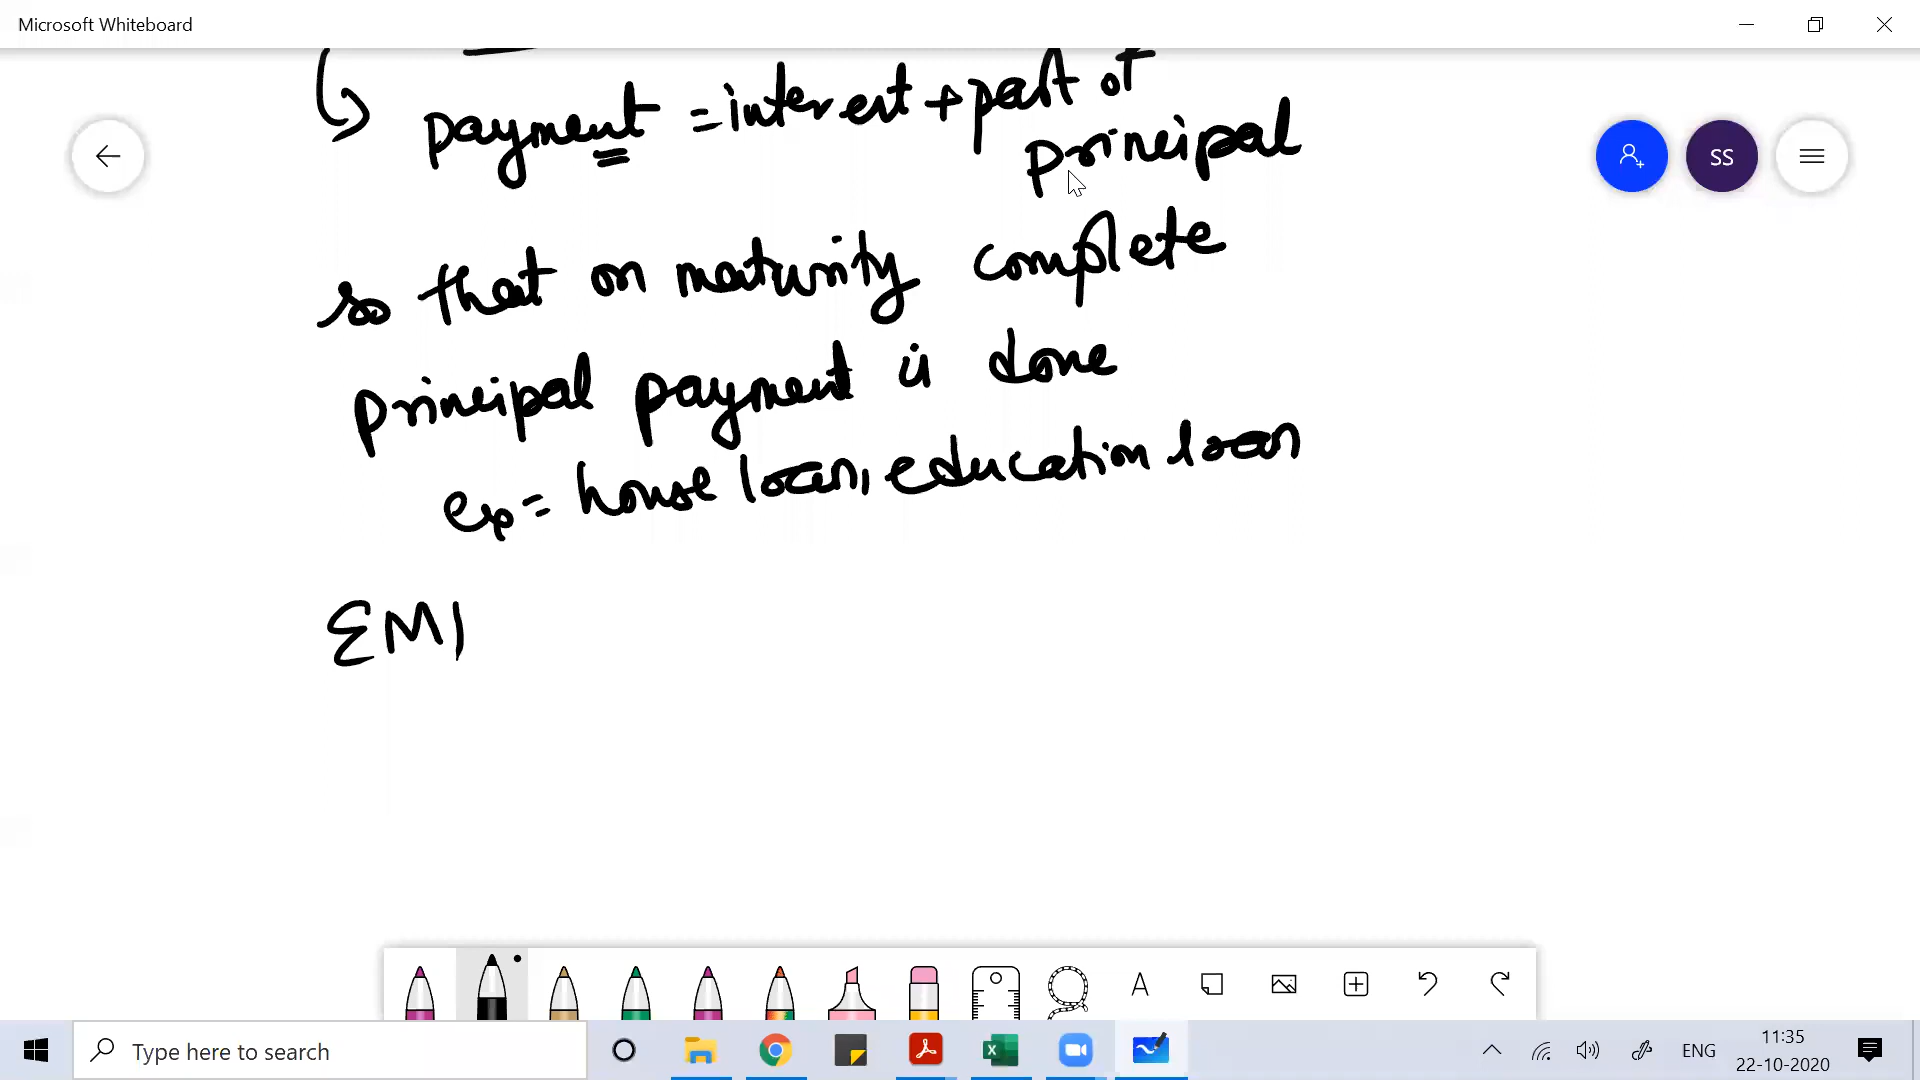 Microsoft Whiteboard
payment = interest + part of
principal
SS
so that on maturity complete
principal payment is done
ex = house loan, education loan
EMI
A
Type here to search
ENG
11:35
22-10-2020